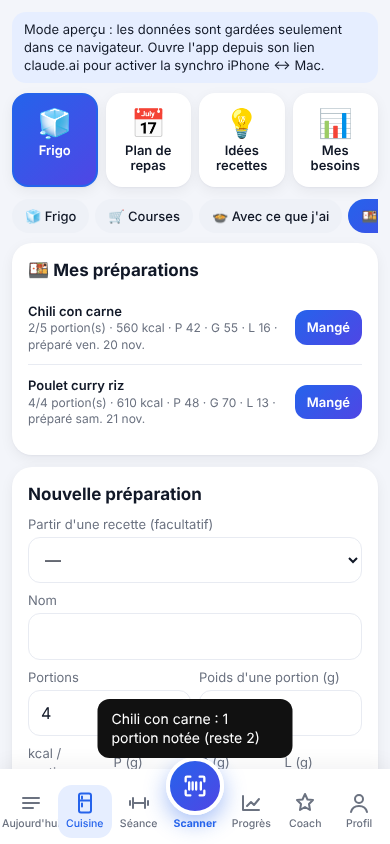 Mode aperçu : les données sont gardées seulement
dans ce navigateur. Ouvre l'app depuis son lien
claude.ai pour activer la synchro iPhone ↔ Mac.
Frigo
Plan de
repas
Idées
recettes
Mes
besoins
Frigo
Courses
Avec ce que j'ai
Mes préparations
Chili con carne
2/5 portion(s) · 560 kcal · P 42 · G 55 · L 16 ·
préparé ven. 20 nov.
Mangé
Poulet curry riz
4/4 portion(s) · 610 kcal · P 48 · G 70 · L 13 ·
préparé sam. 21 nov.
Mangé
Nouvelle préparation
Partir d'une recette (facultatif)
—
Nom
Portions
Poids d'une portion (g)
4
Chili con carne : 1
portion notée (reste 2)
kcal /
P (g)
(g)
L (g)
Aujourd'hu
Cuisine
Séance
Scanner
Progrès
Coach
Profil